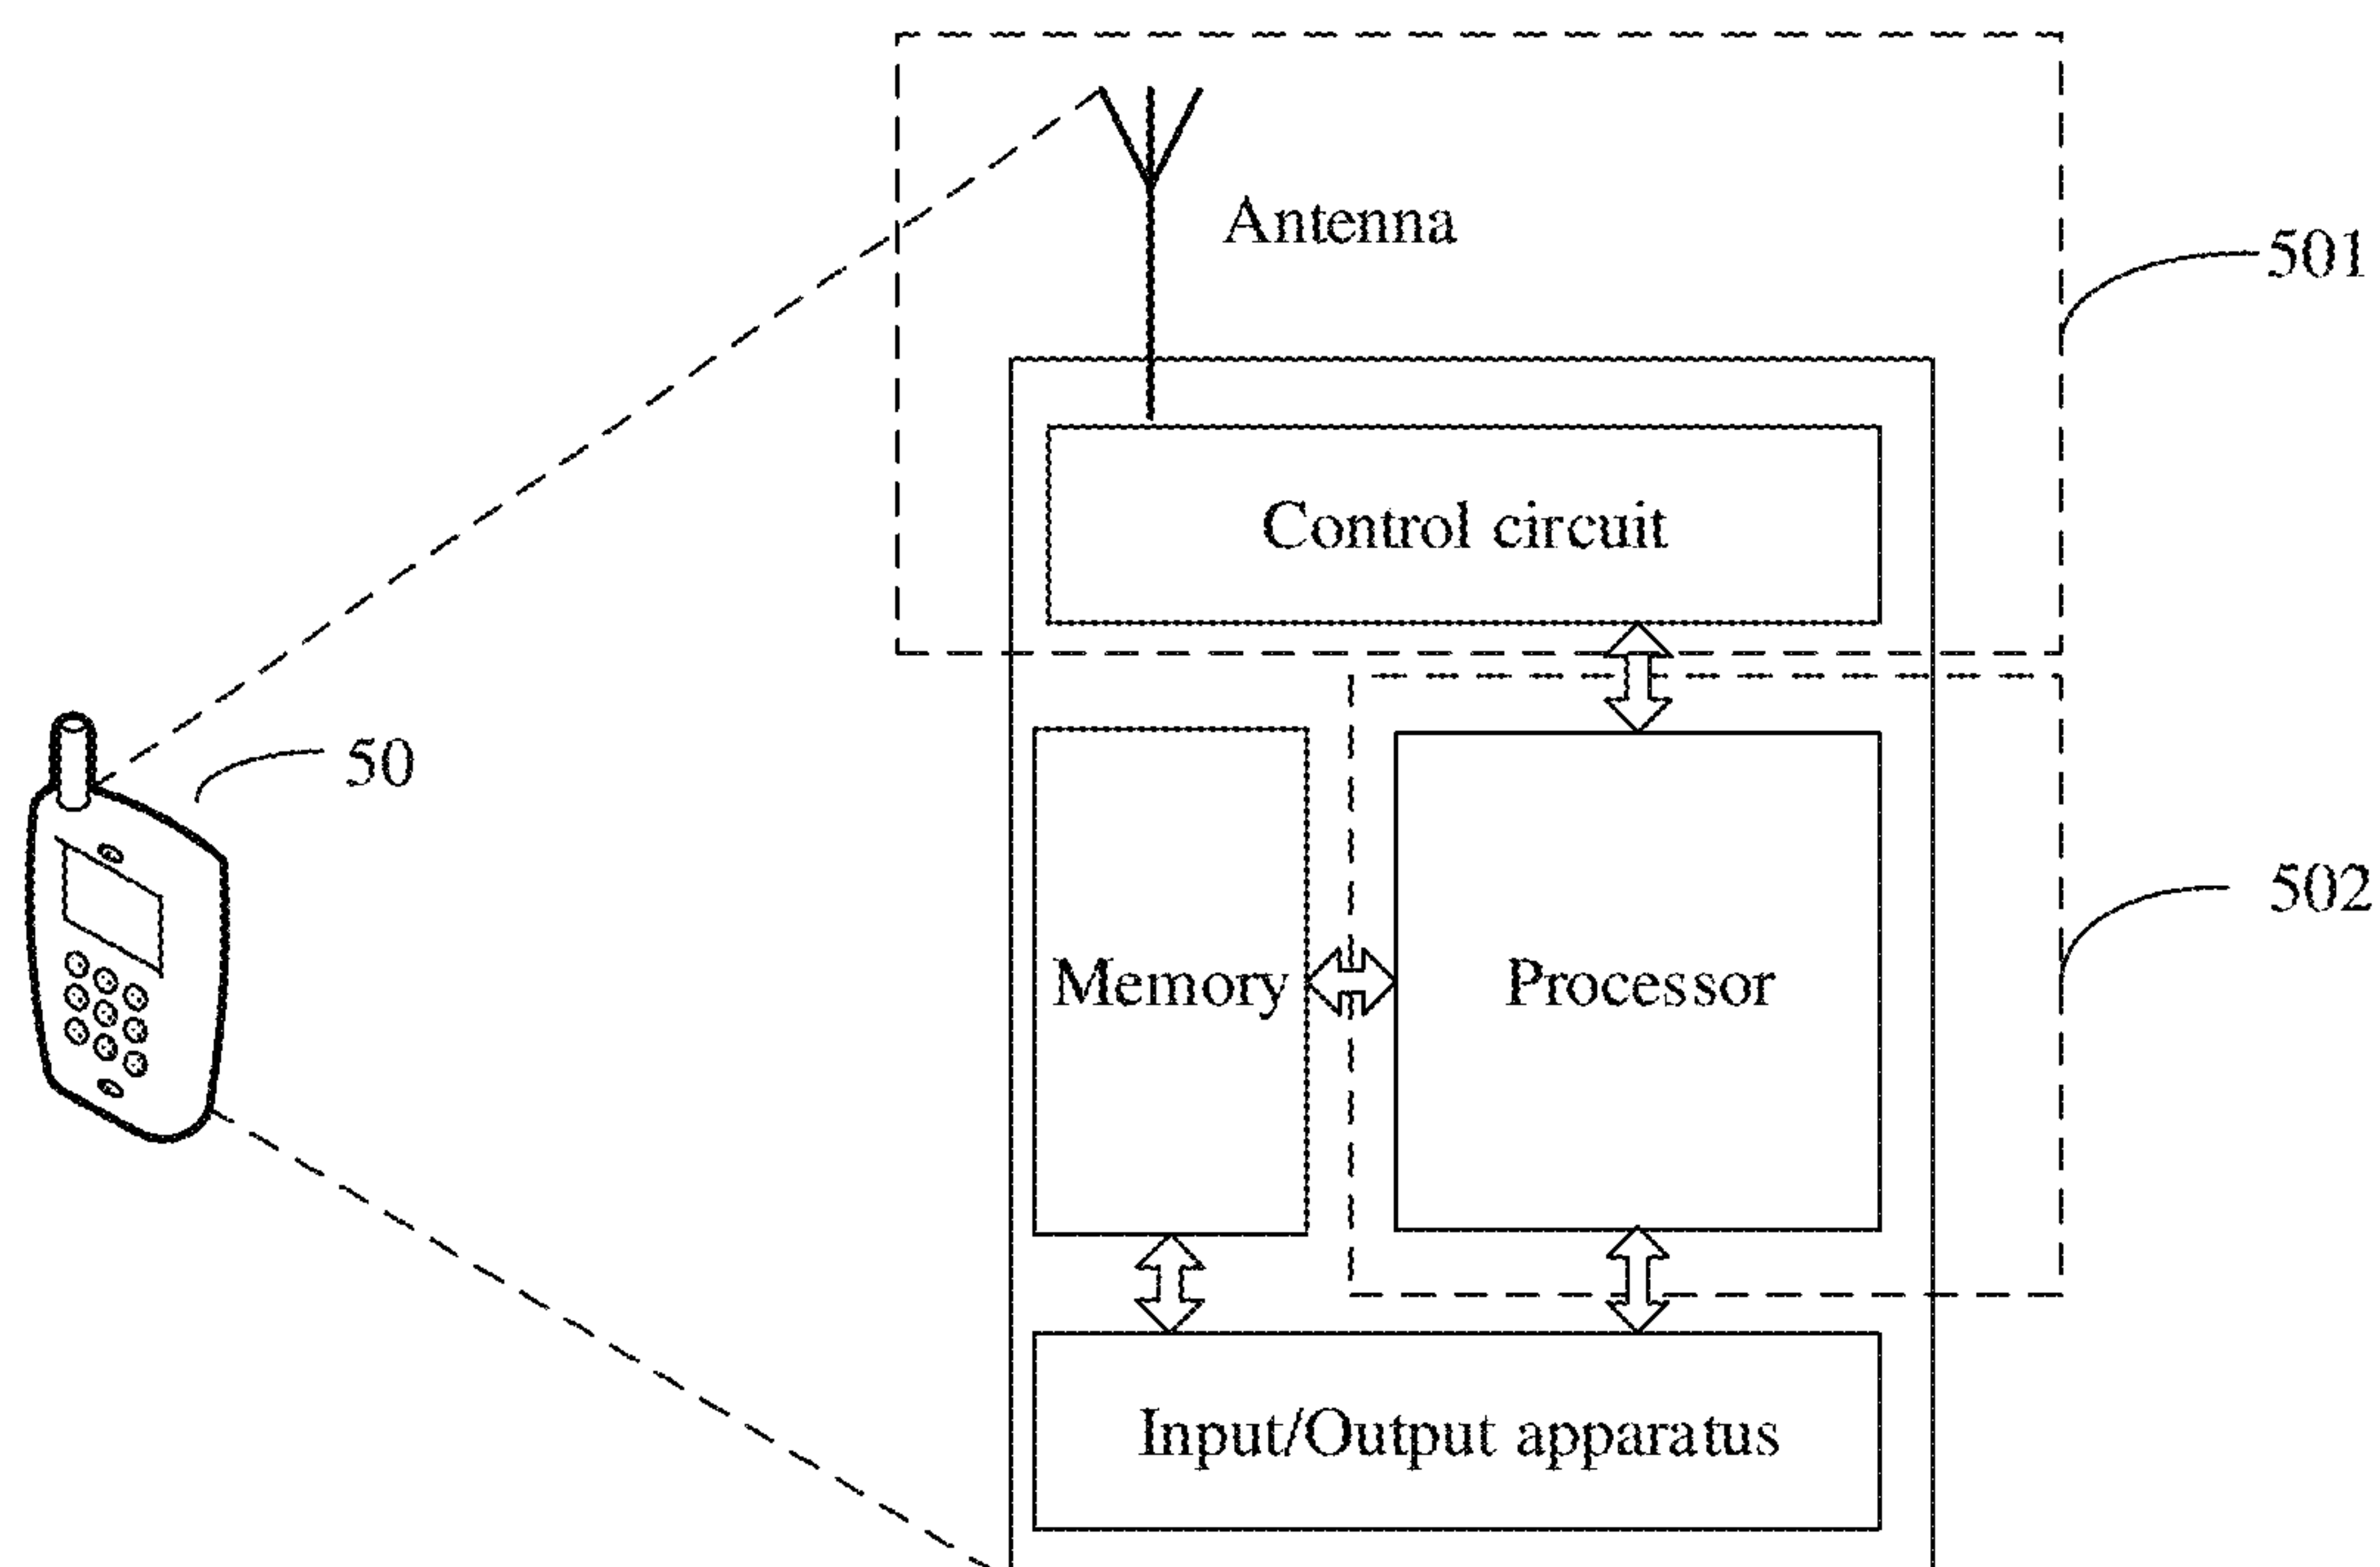 Antenna
501
Control circuit
50
502
Memory
Processor
Input/Output apparatus